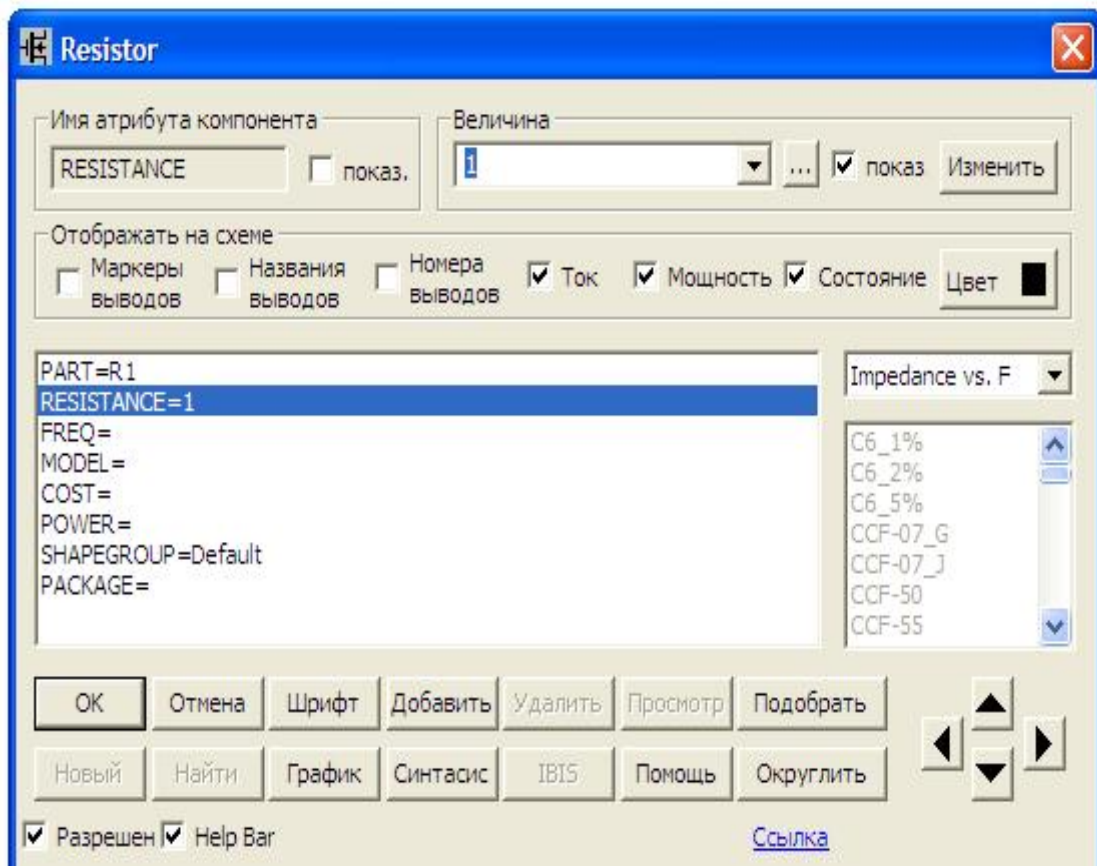 Resistor
Имя атрибута компонента
Величина
RESISTANCE
показ.
1
...
показ
Изменить
Отображать на схеме
Маркеры
выводов
Названия
выводов
Номера
выводов
Ток
Мощность
Состояние
Цвет
PART=R1
RESISTANCE=1
FREQ=
MODEL=
COST=
POWER=
SHAPEGROUP=Default
PACKAGE=
Impedance vs. F
C6_1%
C6_2%
C6_5%
CCF-07_G
CCF-07_J
CCF-50
CCF-55
OK
Отмена
Шрифт
Добавить
Удалить
Просмотр
Подобрать
Новый
Найти
График
Синтасис
IBIS
Помощь
Округлить
Разрешен
Help Bar
Ссылка